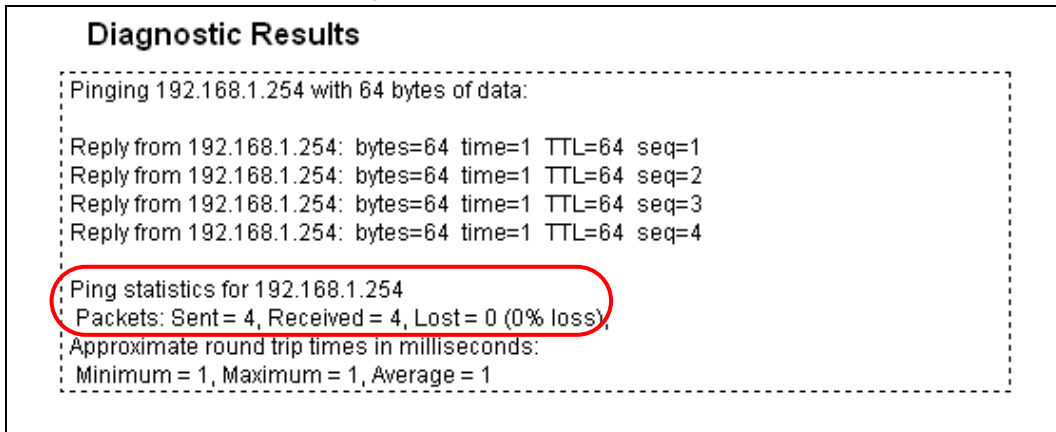 Diagnostic Results
Pinging 192.168.1.254 with 64 bytes of data:
Reply from 192.168.1.254: bytes=64 time=1 TTL=64 seq=1
Reply from 192.168.1.254: bytes=64 time=1 TTL=64 seq=2
Reply from 192.168.1.254: bytes=64 time=1 TTL=64 seq=3
Reply from 192.168.1.254: bytes=64 time=1 TTL=64 seq=4
Ping statistics for 192.168.1.254
Packets: Sent = 4, Received = 4, Lost = 0 (0% loss),
Approximate round trip times in milliseconds:
Minimum = 1, Maximum = 1, Average = 1